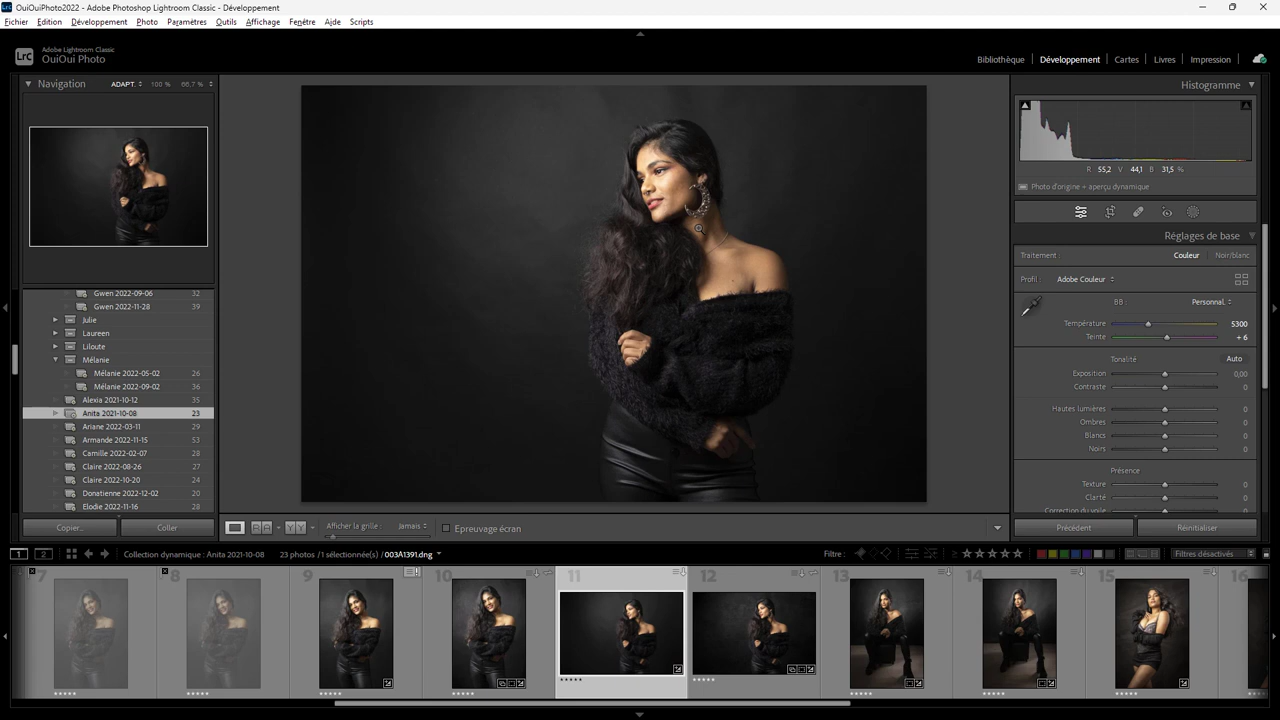 OuiOuiPhoto2022 - Adobe Photoshop Lightroom Classic - Développement
Fichier Edition Développement Photo Paramètres Outils Affichage Fenêtre Aide Scripts
Lrc Adobe Lightroom Classic
OuiOui Photo
Bibliothèque Développement Cartes Livres Impression
Navigation ADAPT. 100 % 66,7 %
Histogramme
R 55,2 V 44,1 B 31,5 %
Photo d'origine + aperçu dynamique
Réglages de base
Traitement : Couleur Noir/blanc
Profil : Adobe Couleur
BB : Personnal.
Température 5300
Teinte + 6
Tonalité Auto
Exposition 0,00
Contraste 0
Hautes lumières 0
Ombres 0
Blancs 0
Noirs 0
Présence
Texture 0
Clarté 0
Correction du voile 0
Précédent Réinitialiser
Gwen 2022-09-06 32
Gwen 2022-11-28 39
Julie
Laureen
Liloute
Mélanie
Mélanie 2022-05-02 26
Mélanie 2022-09-02 36
Alexia 2021-10-12 35
Anita 2021-10-08 23
Ariane 2022-03-11 29
Armande 2022-11-15 53
Camille 2022-02-07 28
Claire 2022-08-26 27
Claire 2022-10-20 24
Donatienne 2022-12-02 20
Elodie 2022-11-16 28
Copier... Coller
R A Y Y Afficher la grille : Jamais Epreuvage écran
1 2 Collection dynamique : Anita 2021-10-08 23 photos /1 sélectionnée(s) /003A1391.dng Filtre : Filtres désactivés
7 8 9 10 11 12 13 14 15 16